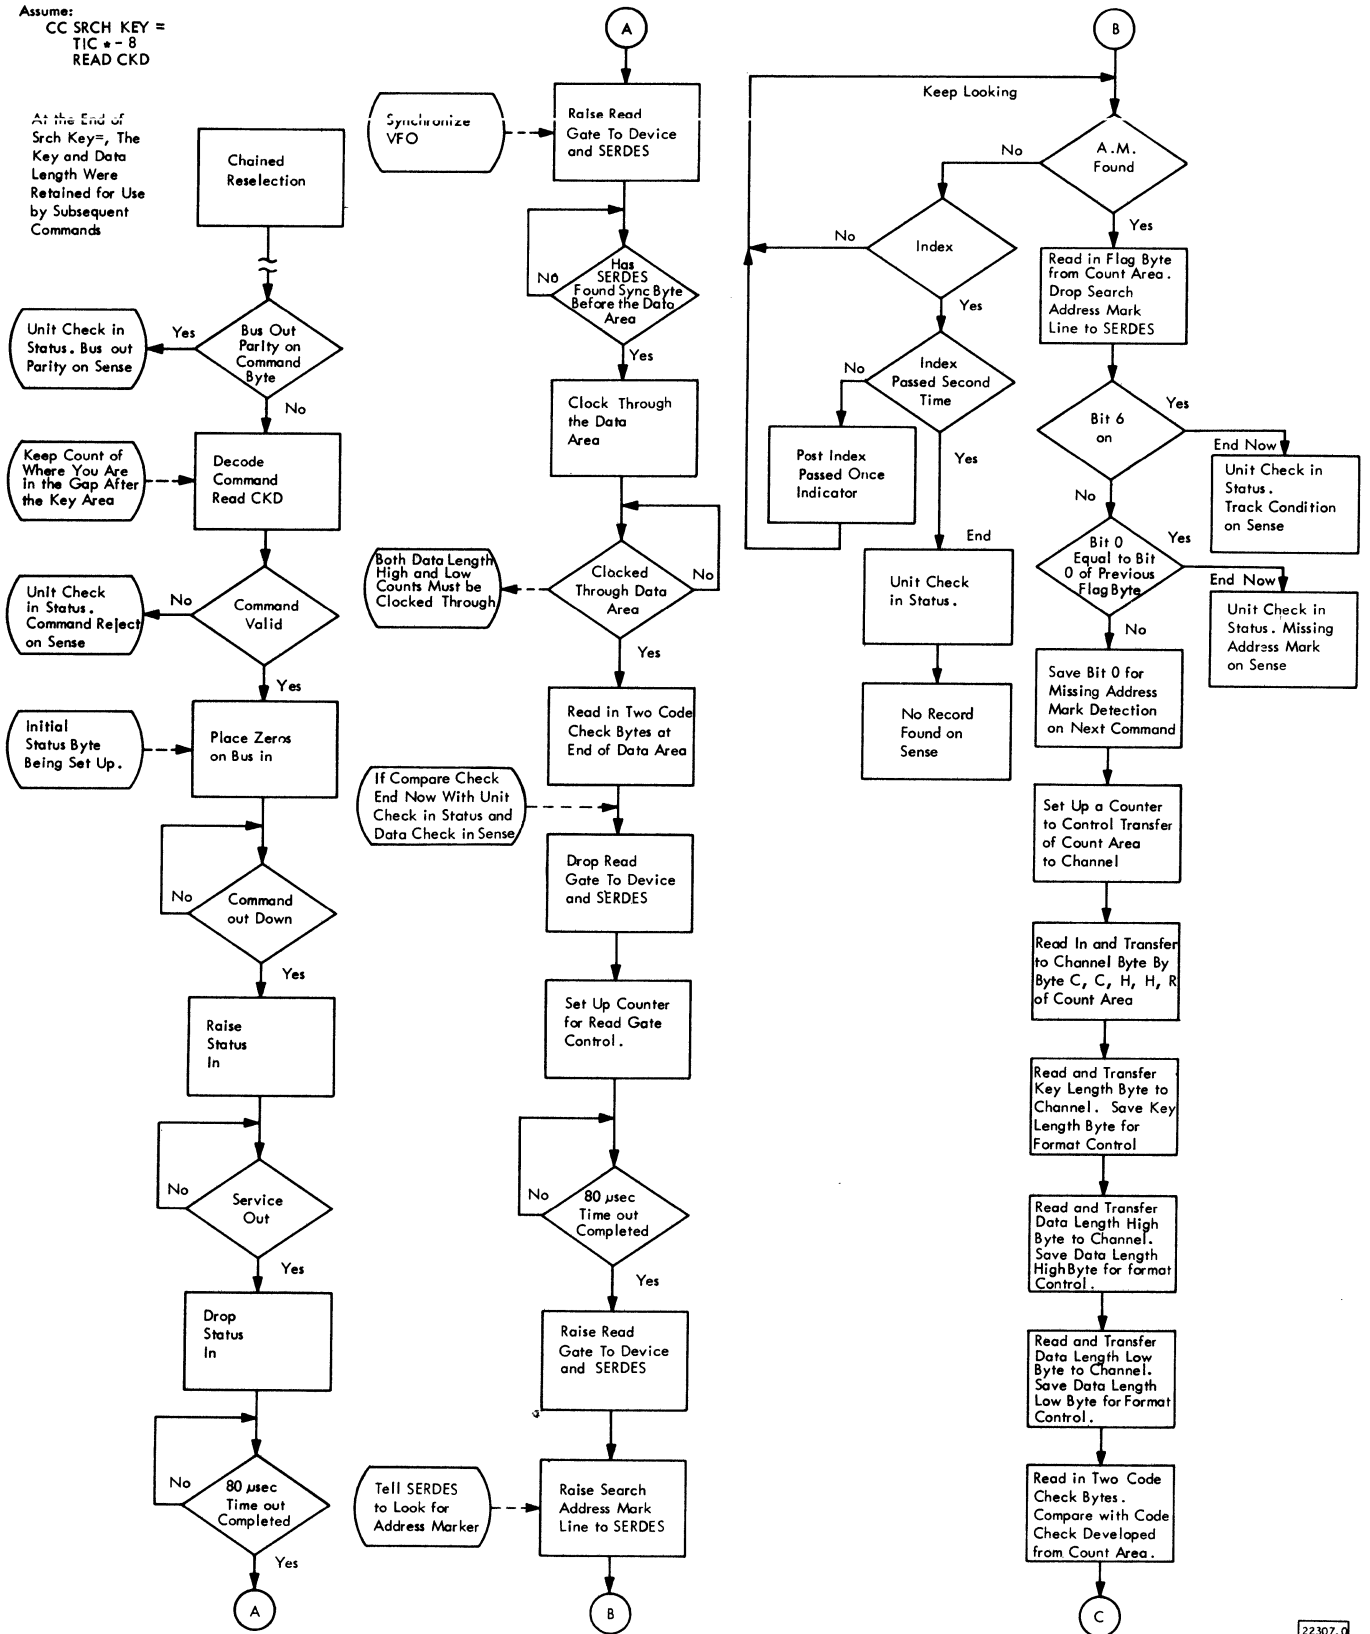 Assume:
CC SRCH KEY =
TIC * - 8
READ CKD
At the End of
Srch Key=, The
Key and Data
Length Were
Retained for Use
by Subsequent
Commands
Chained
Reselection
Bus Out
Parity on
Command
Byte
Yes
Unit Check in
Status. Bus out
Parity on Sense
No
Keep Count of
Where You Are
in the Gap After
the Key Area
Decode
Command
Read CKD
Command
Valid
No
Unit Check
in Status.
Command Reject
on Sense
Yes
Initial
Status Byte
Being Set Up.
Place Zeros
on Bus in
Command
out Down
No
Yes
Raise
Status
In
Service
Out
No
Yes
Drop
Status
In
80 µsec
Time out
Completed
No
Yes
A
A
Synchronize
VFO
Raise Read
Gate To Device
and SERDES
Has
SERDES
Found Sync Byte
Before the Data
Area
No
Yes
Clock Through
the Data
Area
Both Data Length
High and Low
Counts Must be
Clocked Through
Clocked
Through Data
Area
No
Yes
Read in Two Code
Check Bytes at
End of Data Area
If Compare Check
End Now With Unit
Check in Status and
Data Check in Sense
Drop Read
Gate To Device
and SERDES
Set Up Counter
for Read Gate
Control.
80 µsec
Time out
Completed
No
Yes
Raise Read
Gate To Device
and SERDES
Tell SERDES
to Look for
Address Marker
Raise Search
Address Mark
Line to SERDES
B
B
Keep Looking
A.M.
Found
No
Yes
Index
No
Yes
Index
Passed Second
Time
No
Yes
Post Index
Passed Once
Indicator
End
Unit Check
in Status.
No Record
Found on
Sense
Read in Flag Byte
from Count Area.
Drop Search
Address Mark
Line to SERDES
Bit 6
on
Yes
End Now
Unit Check in
Status.
Track Condition
on Sense
No
Bit 0
Equal to Bit
0 of Previous
Flag Byte
Yes
End Now
Unit Check in
Status. Missing
Address Mark
on Sense
No
Save Bit 0 for
Missing Address
Mark Detection
on Next Command
Set Up a Counter
to Control Transfer
of Count Area
to Channel
Read In and Transfer
to Channel Byte By
Byte C, C, H, H, R
of Count Area
Read and Transfer
Key Length Byte to
Channel. Save Key
Length Byte for
Format Control
Read and Transfer
Data Length High
Byte to Channel.
Save Data Length
High Byte for format
Control.
Read and Transfer
Data Length Low
Byte to Channel.
Save Data Length
Low Byte for Format
Control.
Read in Two Code
Check Bytes.
Compare with Code
Check Developed
from Count Area.
C